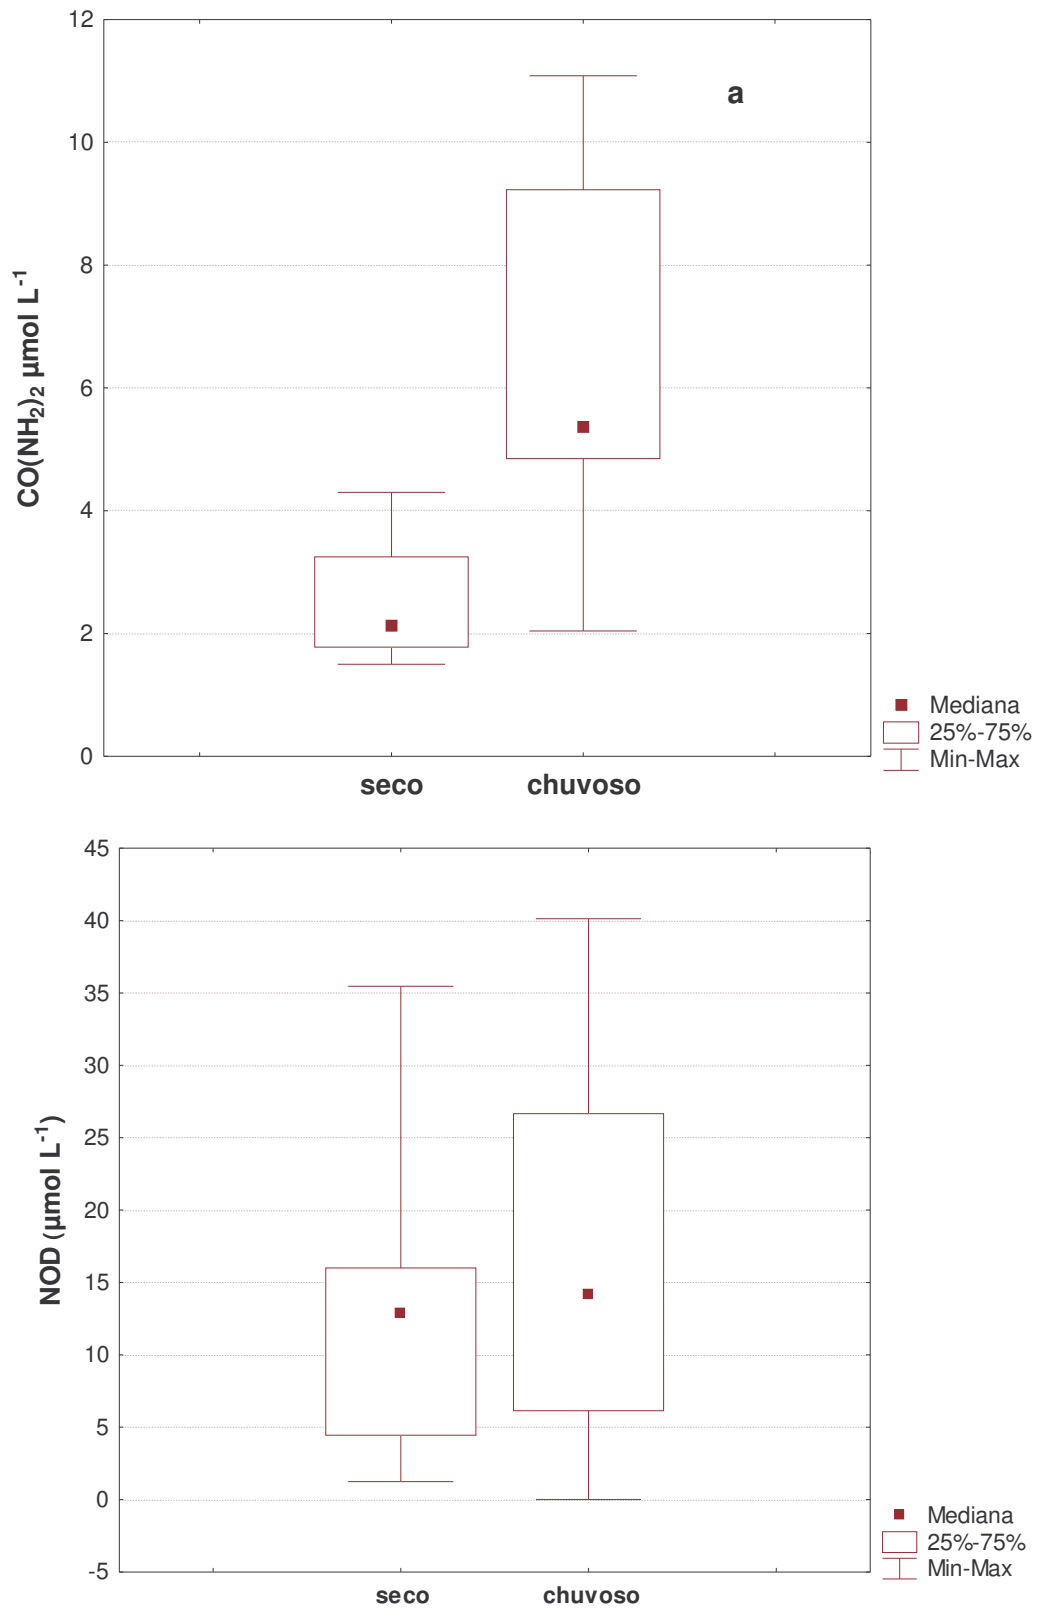 12
a
10
8
6
4
2
0
CO(NH₂)₂ µmol L⁻¹
seco chuvoso
Mediana
25%-75%
Min-Max
45
40
35
30
25
20
15
10
5
0
-5
NOD (µmol L⁻¹)
seco chuvoso
Mediana
25%-75%
Min-Max